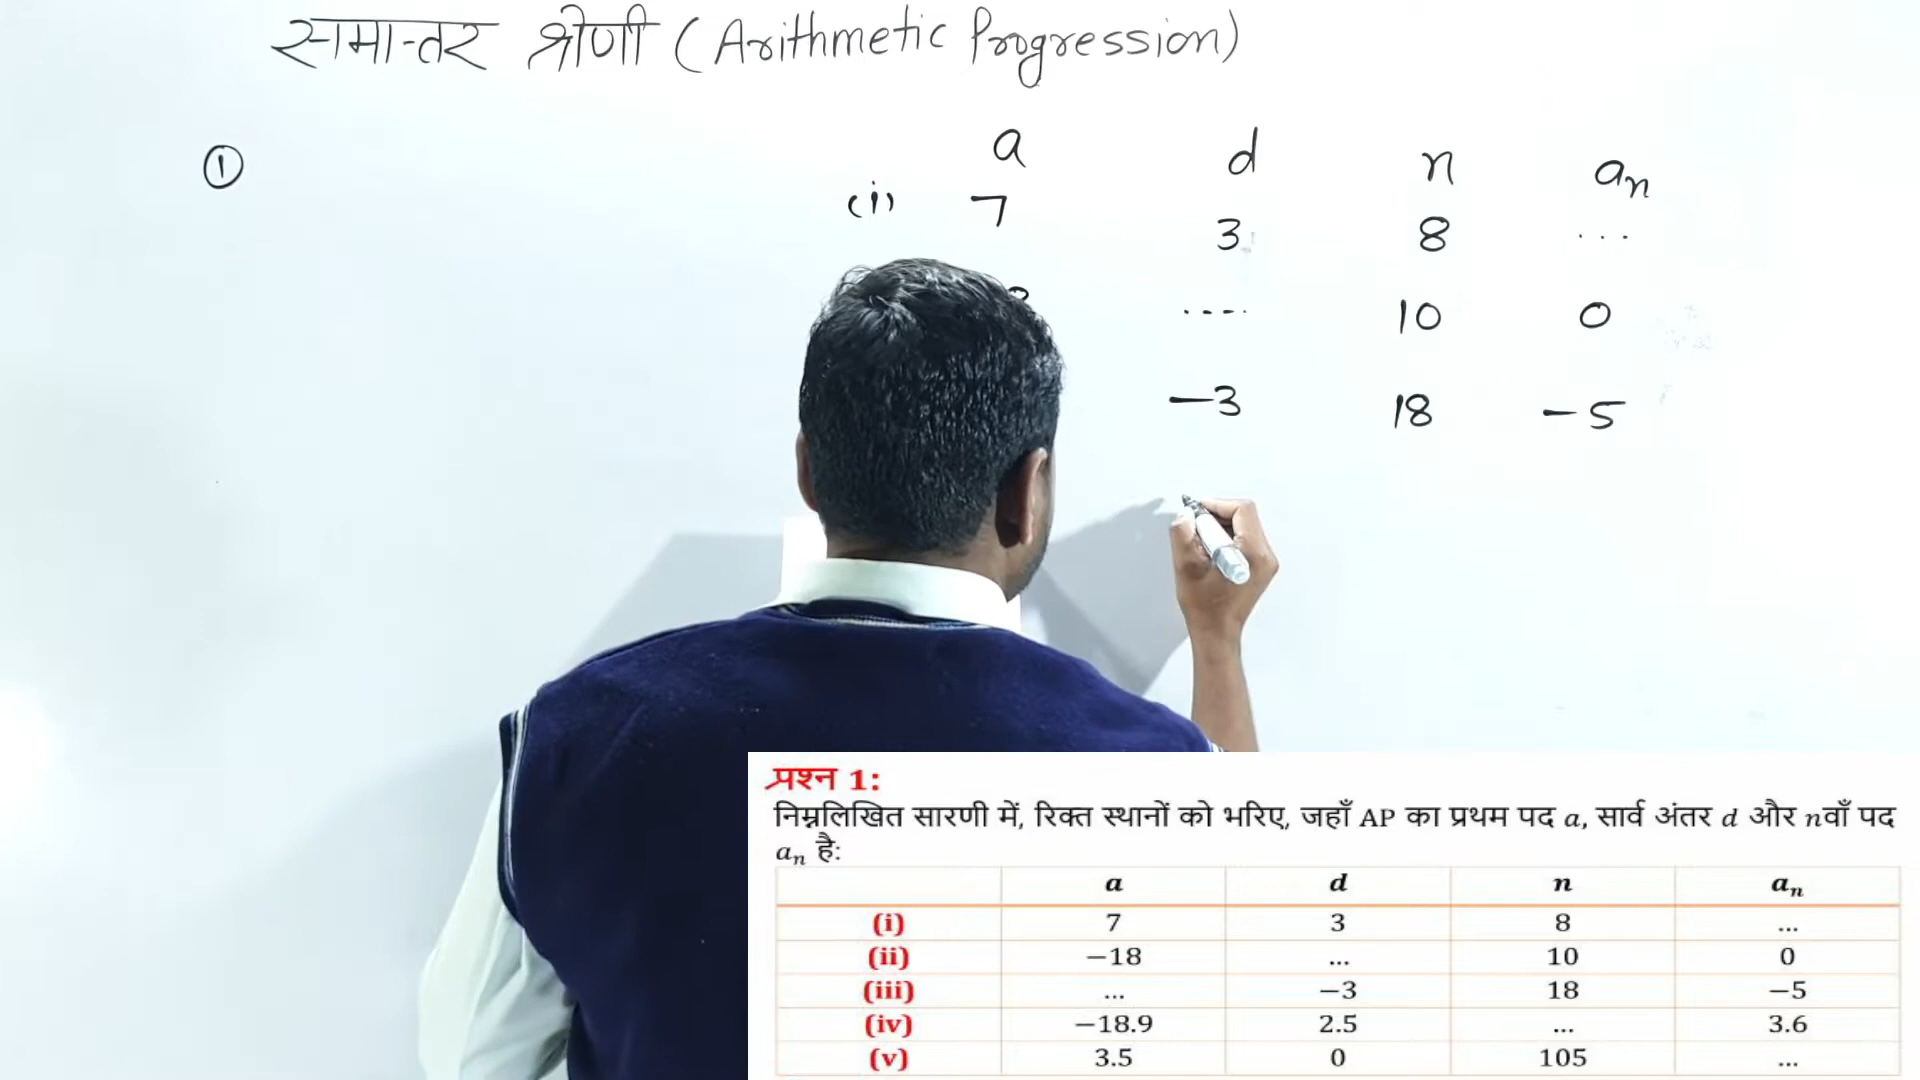 समान्तर श्रेणी (Arithmetic Progression)
① a d n an
(i) 7 3 8 ...
.... 10 0
-3 18 -5
प्रश्न 1:
निम्नलिखित सारणी में, रिक्त स्थानों को भरिए, जहाँ AP का प्रथम पद a, सार्व अंतर d और nवाँ पद
aₙ है:
a d n aₙ
(i) 7 3 8 ...
(ii) −18 ... 10 0
(iii) ... −3 18 −5
(iv) −18.9 2.5 ... 3.6
(v) 3.5 0 105 ...